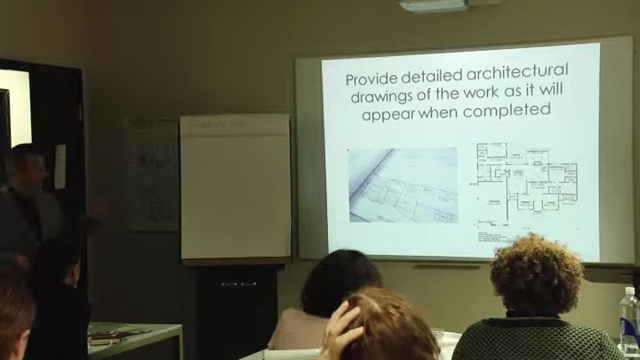 Provide detailed architectural
drawings of the work as it will
appear when completed